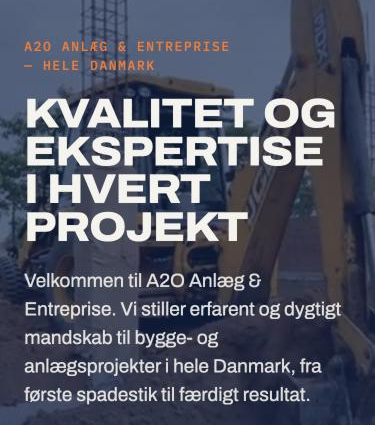 A2O ANLÆG & ENTREPRISE
— HELE DANMARK
KVALITET OG
EKSPERTISE
I HVERT
PROJEKT
Velkommen til A2O Anlæg &
Entreprise. Vi stiller erfarent og dygtigt
mandskab til bygge- og
anlægsprojekter i hele Danmark, fra
første spadestik til færdigt resultat.